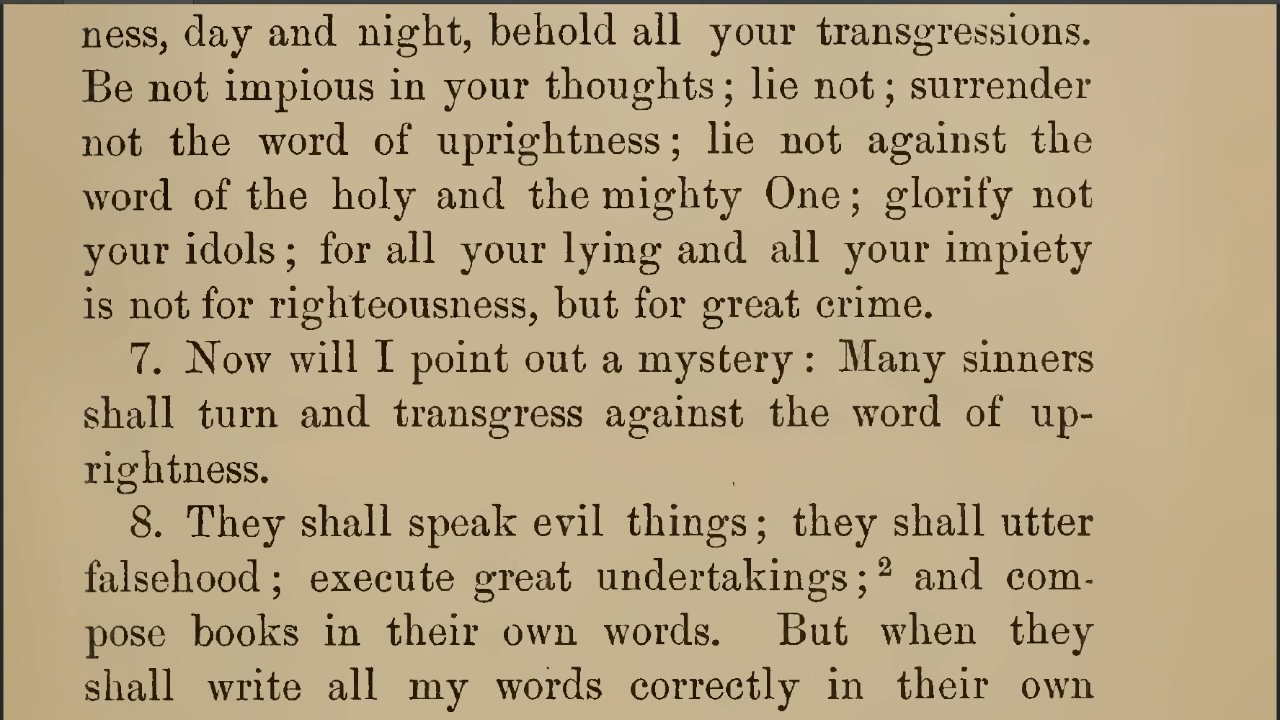 ness, day and night, behold all your transgressions.
Be not impious in your thoughts; lie not; surrender
not the word of uprightness; lie not against the
word of the holy and the mighty One; glorify not
your idols; for all your lying and all your impiety
is not for righteousness, but for great crime.
7. Now will I point out a mystery: Many sinners
shall turn and transgress against the word of up-
rightness.
8. They shall speak evil things; they shall utter
falsehood; execute great undertakings;² and com-
pose books in their own words. But when they
shall write all my words correctly in their own